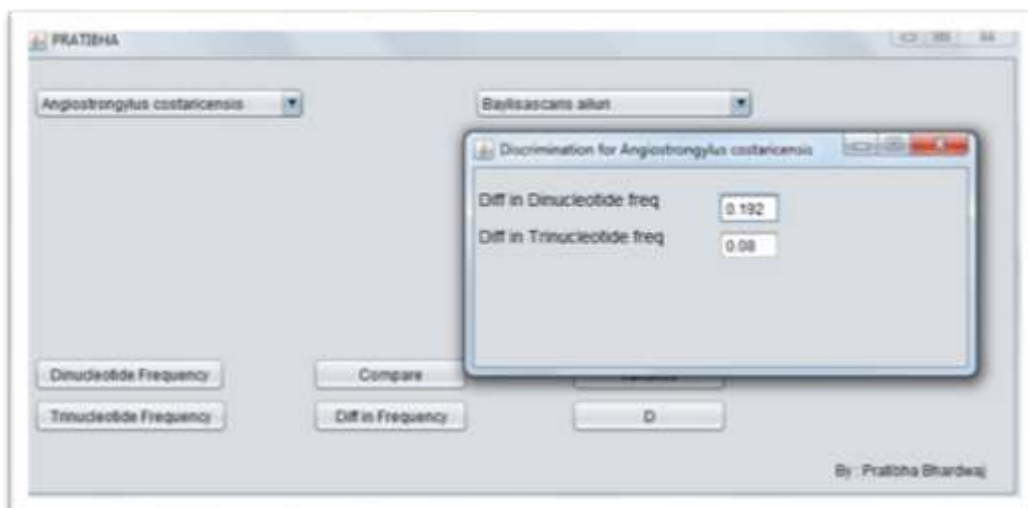 PRATIBHA
Angiostrongylus costaricensis
Baylisascaris ailuri
Discrimination for Angiostrongylus costaricensis
Diff in Dinucleotide freq 0.192
Diff in Trinucleotide freq 0.08
Dinucleotide Frequency Compare
Trinucleotide Frequency Diff in Frequency D
By : Pratibha Bhardwaj